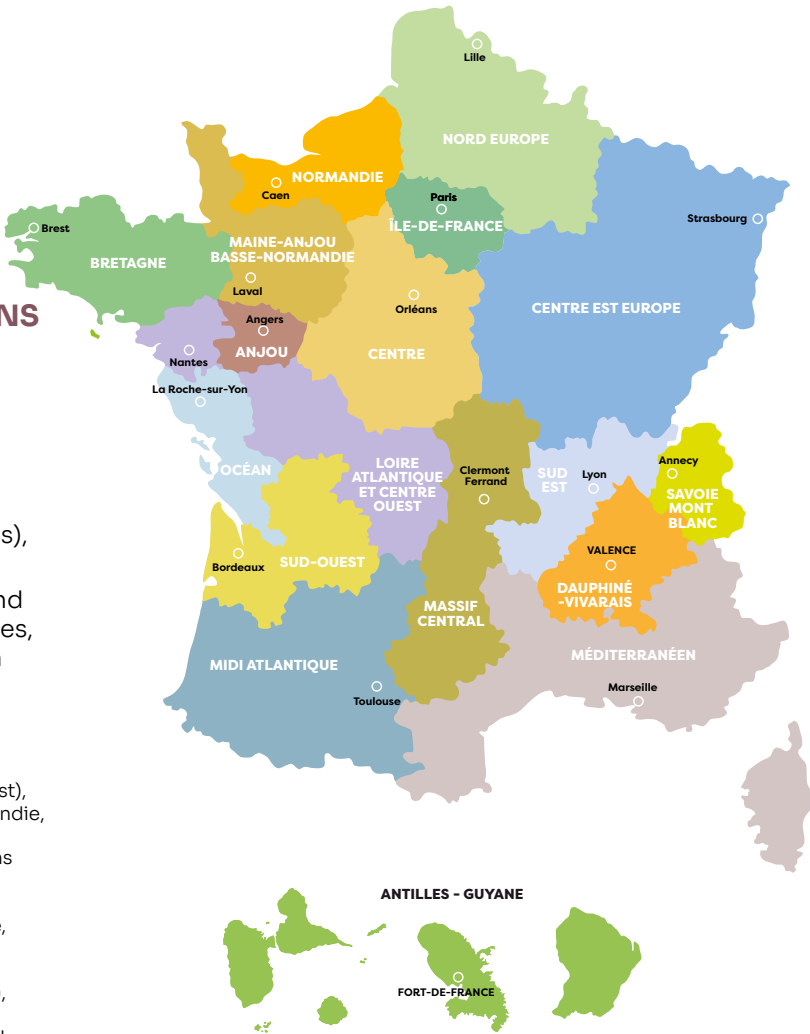 Lille
NORD EUROPE
NORMANDIE
Caen
Paris
ÎLE-DE-FRANCE
Strasbourg
Brest
BRETAGNE
MAINE-ANJOU
BASSE-NORMANDIE
Laval
Orléans
CENTRE EST EUROPE
NS
Angers
ANJOU
CENTRE
Nantes
La Roche-sur-Yon
OCÉAN
LOIRE
ATLANTIQUE
ET CENTRE
OUEST
Clermont
Ferrand
SUD
EST
Lyon
Annecy
SAVOIE
MONT
BLANC
s),
Bordeaux
SUD-OUEST
VALENCE
DAUPHINÉ
-VIVARAIS
nd
es,
MASSIF
CENTRAL
MIDI ATLANTIQUE
MÉDITERRANÉEN
Toulouse
Marseille
st),
ndie,
ns
ANTILLES - GUYANE
FORT-DE-FRANCE